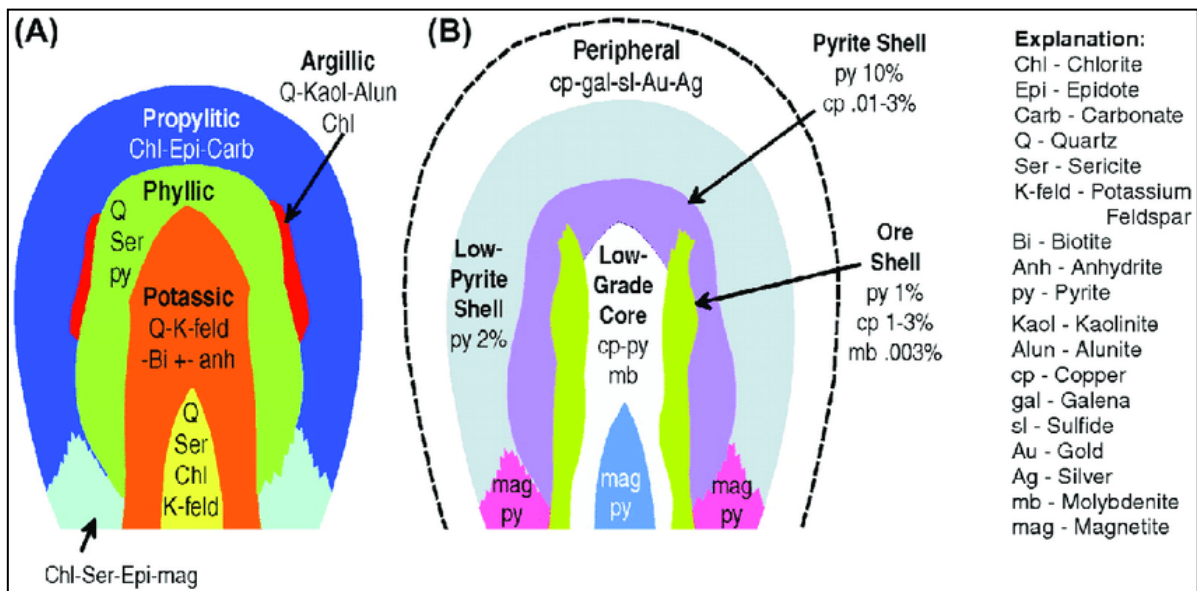 (A)
Argillic
Q-Kaol-Alun
Chl
Propylitic
Chl-Epi-Carb
Phyllic
Q
Ser
py
Potassic
Q-K-feld
-Bi +- anh
Q
Ser
Chl
K-feld
Chl-Ser-Epi-mag
(B)
Peripheral
cp-gal-sl-Au-Ag
Pyrite Shell
py 10%
cp .01-3%
Low-
Pyrite
Shell
py 2%
Low-
Grade
Core
cp-py
mb
Ore
Shell
py 1%
cp 1-3%
mb .003%
mag
py
mag
py
mag
py
Explanation:
Chl - Chlorite
Epi - Epidote
Carb - Carbonate
Q - Quartz
Ser - Sericite
K-feld - Potassium
Feldspar
Bi - Biotite
Anh - Anhydrite
py - Pyrite
Kaol - Kaolinite
Alun - Alunite
cp - Copper
gal - Galena
sl - Sulfide
Au - Gold
Ag - Silver
mb - Molybdenite
mag - Magnetite